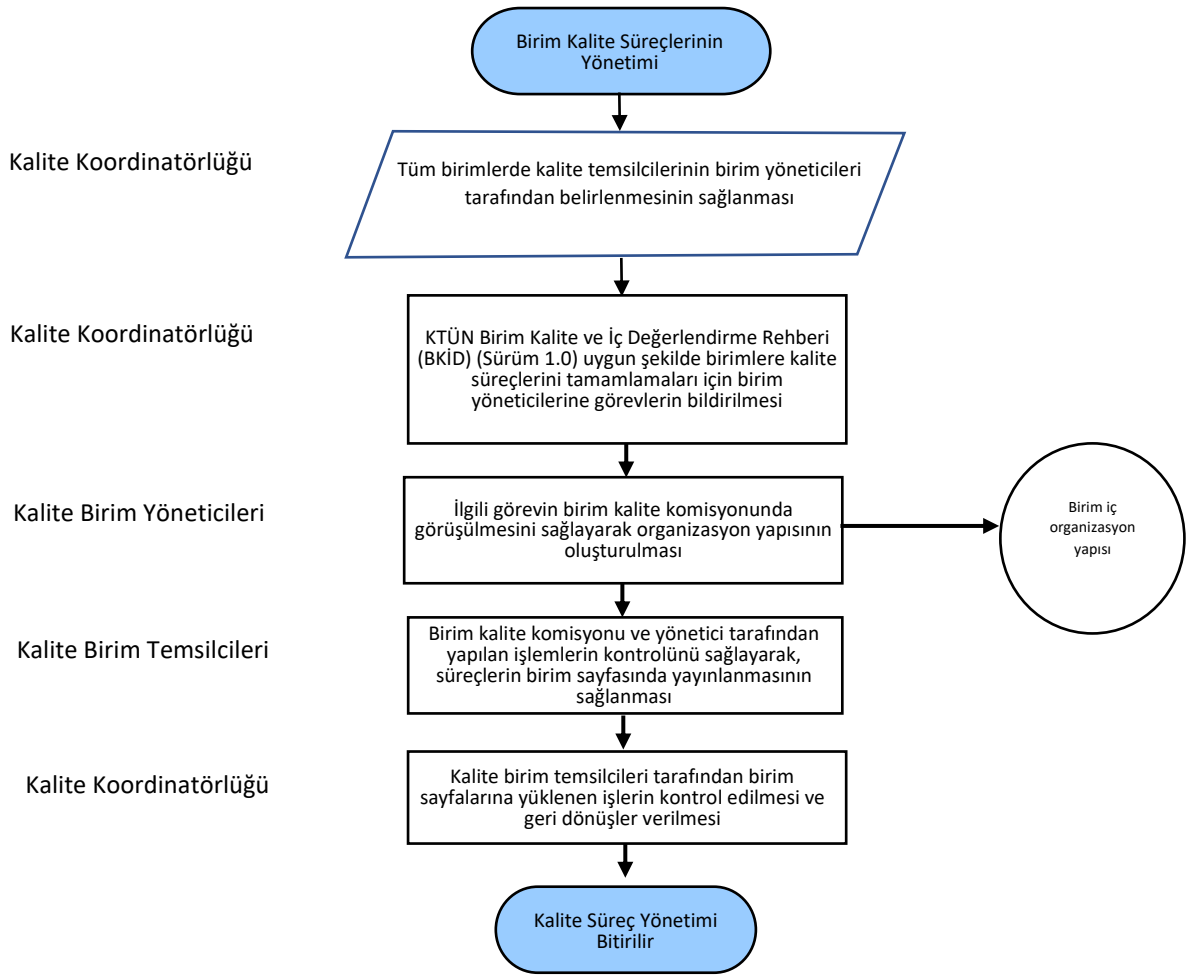 Birim Kalite Süreçlerinin
Yönetimi
Kalite Koordinatörlüğü
Tüm birimlerde kalite temsilcilerinin birim yöneticileri
tarafından belirlenmesinin sağlanması
Kalite Koordinatörlüğü
KTÜN Birim Kalite ve İç Değerlendirme Rehberi
(BKİD) (Sürüm 1.0) uygun şekilde birimlere kalite
süreçlerini tamamlamaları için birim
yöneticilerine görevlerin bildirilmesi
Kalite Birim Yöneticileri
İlgili görevin birim kalite komisyonunda
görüşülmesini sağlayarak organizasyon yapısının
oluşturulması
Birim iç
organizasyon
yapısı
Kalite Birim Temsilcileri
Birim kalite komisyonu ve yönetici tarafından
yapılan işlemlerin kontrolünü sağlayarak,
süreçlerin birim sayfasında yayınlanmasının
sağlanması
Kalite Koordinatörlüğü
Kalite birim temsilcileri tarafından birim
sayfalarına yüklenen işlerin kontrol edilmesi ve
geri dönüşler verilmesi
Kalite Süreç Yönetimi
Bitirilir